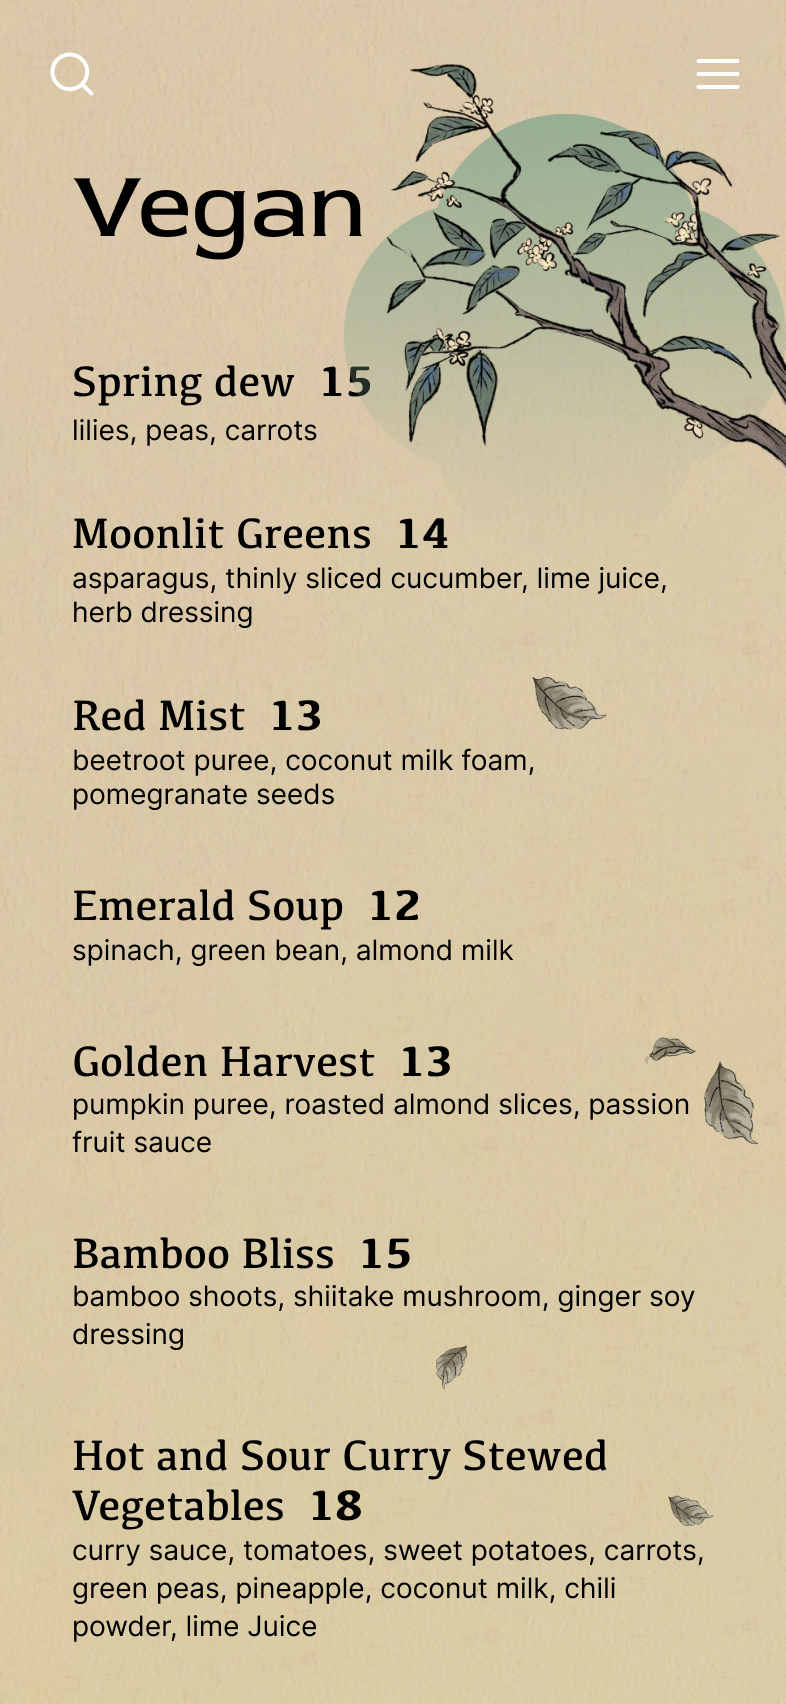 Vegan
Spring dew 15
lilies, peas, carrots
Moonlit Greens 14
asparagus, thinly sliced cucumber, lime juice,
herb dressing
Red Mist 13
beetroot puree, coconut milk foam,
pomegranate seeds
Emerald Soup 12
spinach, green bean, almond milk
Golden Harvest 13
pumpkin puree, roasted almond slices, passion
fruit sauce
Bamboo Bliss 15
bamboo shoots, shiitake mushroom, ginger soy
dressing
Hot and Sour Curry Stewed
Vegetables 18
curry sauce, tomatoes, sweet potatoes, carrots,
green peas, pineapple, coconut milk, chili
powder, lime Juice